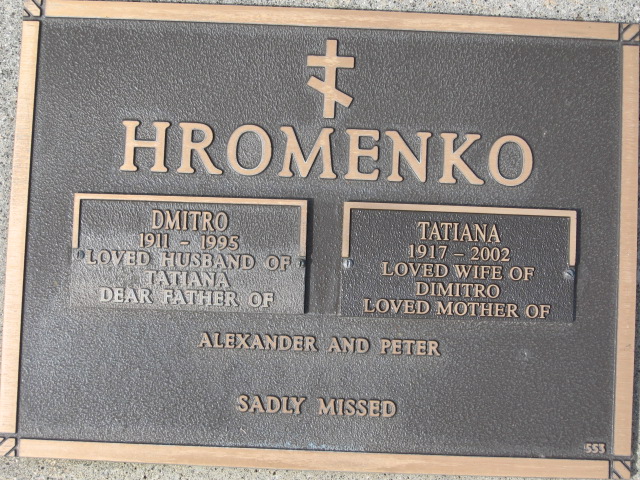 HROMENKO
DMITRO
1911 - 1995
LOVED HUSBAND OF
TATIANA
DEAR FATHER OF
TATIANA
1917 - 2002
LOVED WIFE OF
DIMITRO
LOVED MOTHER OF
ALEXANDER AND PETER
SADLY MISSED
553